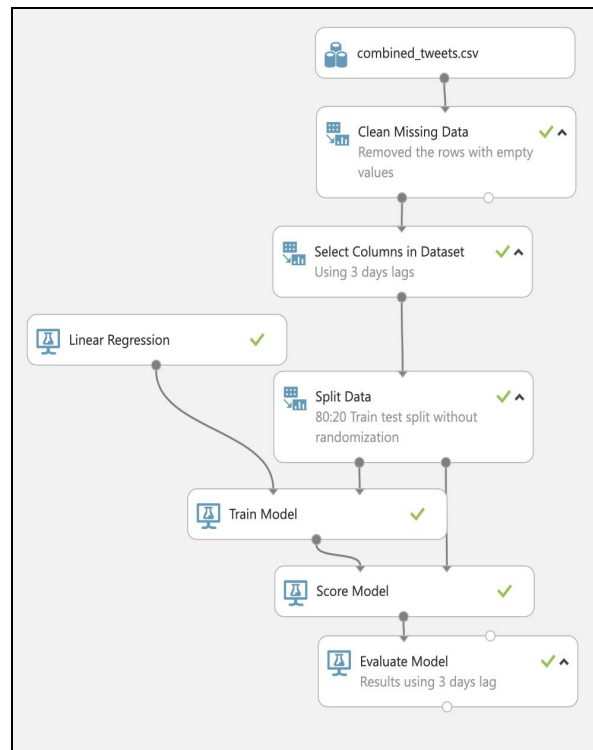 combined_tweets.csv
Clean Missing Data
Removed the rows with empty
values
Select Columns in Dataset
Using 3 days lags
Linear Regression
Split Data
80:20 Train test split without
randomization
Train Model
Score Model
Evaluate Model
Results using 3 days lag